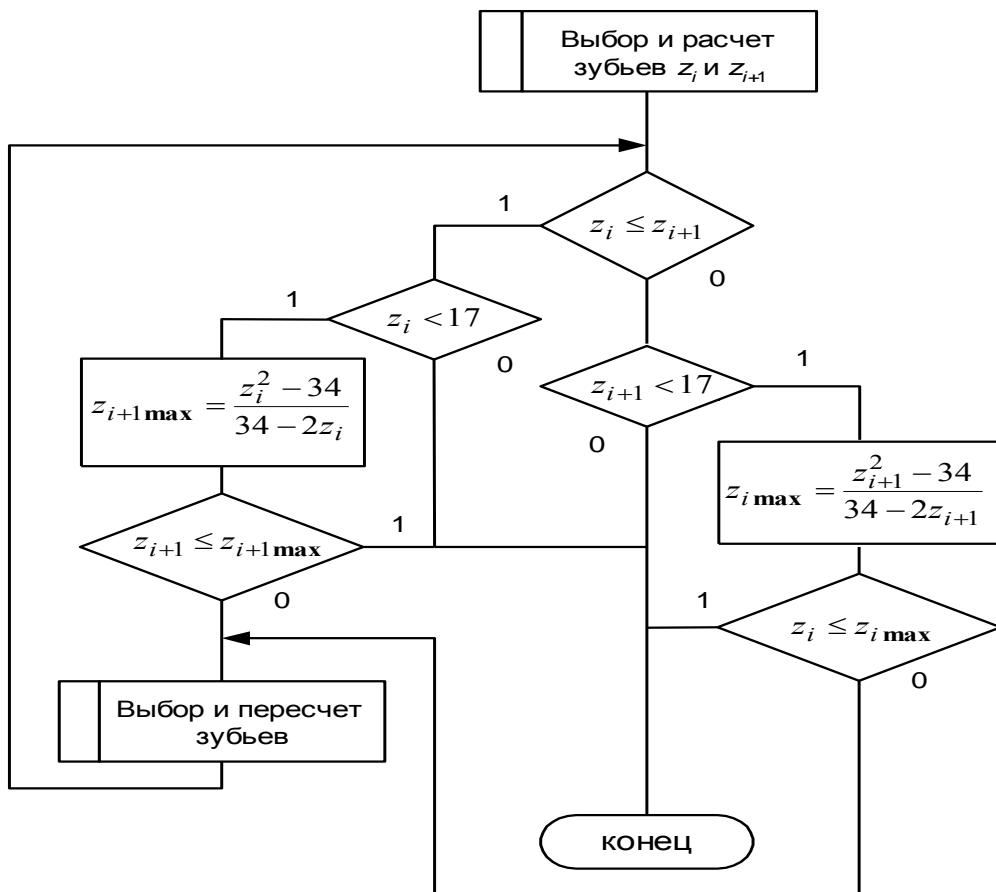 Выбор и расчет
зубьев z_i и z_{i+1}
1
z_i ≤ z_{i+1}
0
1
z_i < 17
0
z_{i+1} < 17
1
0
z_{i+1 max} = \frac{z_i^2 - 34}{34 - 2z_i}
z_{i max} = \frac{z_{i+1}^2 - 34}{34 - 2z_{i+1}}
z_{i+1} ≤ z_{i+1 max}
1
0
1
z_i ≤ z_{i max}
0
Выбор и пересчет
зубьев
конец